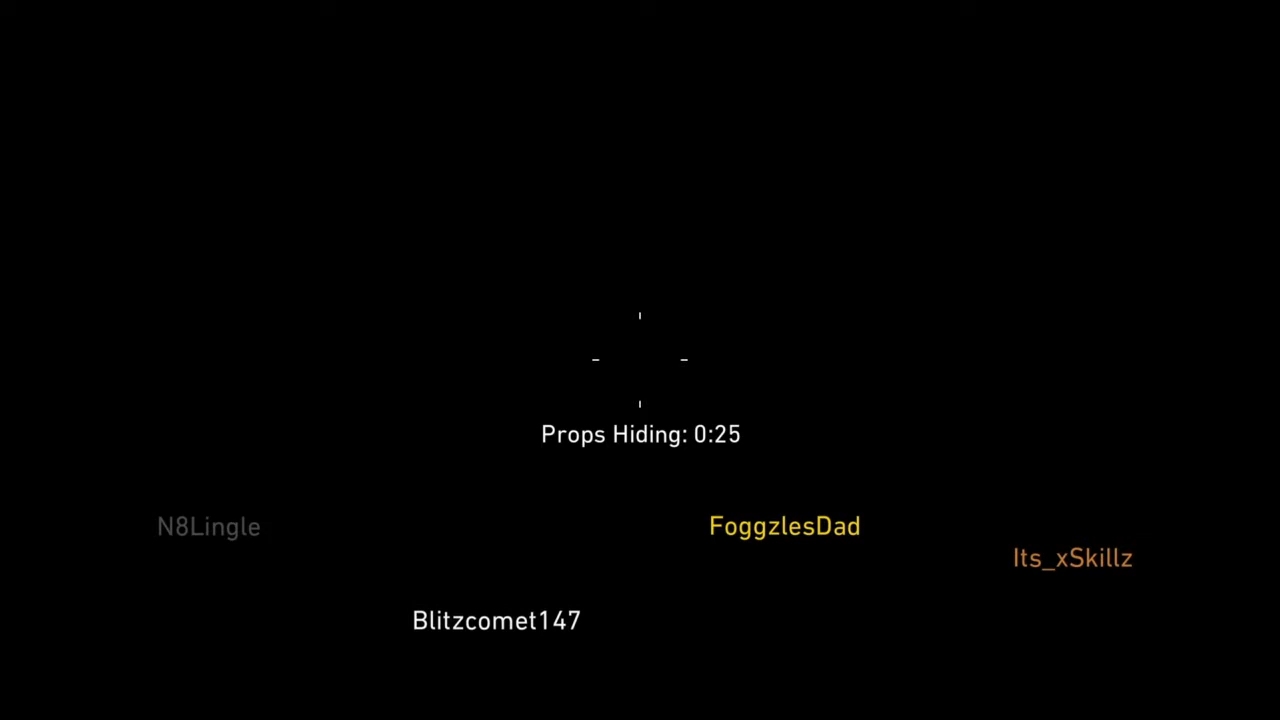 Props Hiding: 0:25
N8Lingle
FoggzlesDad
Its_xSkillz
Blitzcomet147